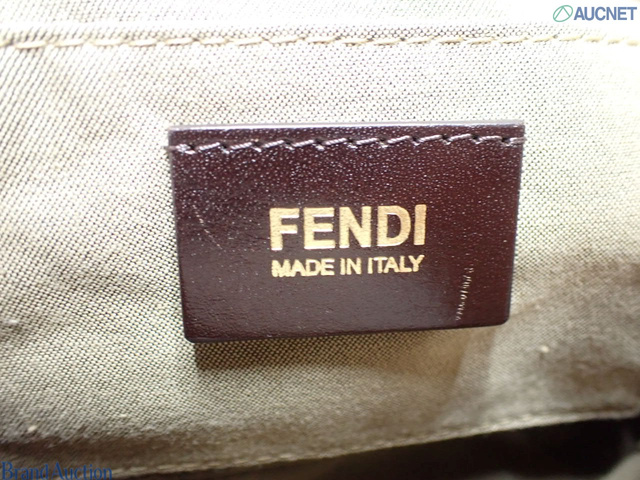 AUCNET
FENDI
MADE IN ITALY
Brand Auction